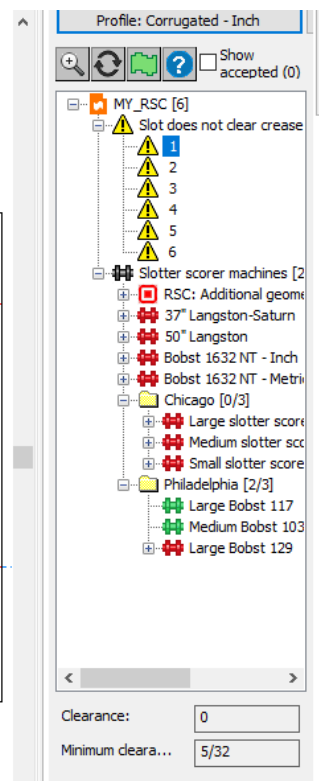 Profile: Corrugated - Inch
Show
accepted (0)
MY_RSC [6]
Slot does not clear crease
1
2
3
4
5
6
Slotter scorer machines [2
RSC: Additional geome
37" Langston-Saturn
50" Langston
Bobst 1632 NT - Inch
Bobst 1632 NT - Metri
Chicago [0/3]
Large slotter score
Medium slotter sco
Small slotter score
Philadelphia [2/3]
Large Bobst 117
Medium Bobst 103
Large Bobst 129
Clearance: 0
Minimum cleara... 5/32